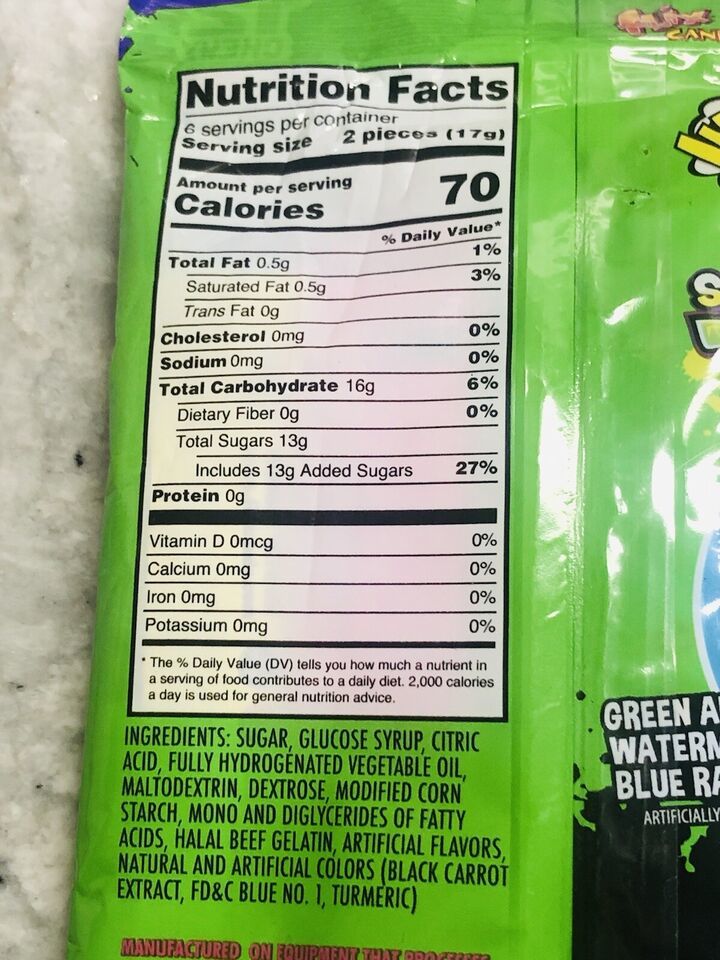 Nutrition Facts
6 servings per container
Serving size 2 pieces (17g)
Amount per serving
Calories 70
% Daily Value*
Total Fat 0.5g 1%
Saturated Fat 0.5g 3%
Trans Fat 0g
Cholesterol 0mg 0%
Sodium 0mg 0%
Total Carbohydrate 16g 6%
Dietary Fiber 0g 0%
Total Sugars 13g
Includes 13g Added Sugars 27%
Protein 0g
Vitamin D 0mcg 0%
Calcium 0mg 0%
Iron 0mg 0%
Potassium 0mg 0%
* The % Daily Value (DV) tells you how much a nutrient in
a serving of food contributes to a daily diet. 2,000 calories
a day is used for general nutrition advice.
INGREDIENTS: SUGAR, GLUCOSE SYRUP, CITRIC
ACID, FULLY HYDROGENATED VEGETABLE OIL,
MALTODEXTRIN, DEXTROSE, MODIFIED CORN
STARCH, MONO AND DIGLYCERIDES OF FATTY
ACIDS, HALAL BEEF GELATIN, ARTIFICIAL FLAVORS,
NATURAL AND ARTIFICIAL COLORS (BLACK CARROT
EXTRACT, FD&C BLUE NO. 1, TURMERIC)
MANUFACTURED ON EQUIPMENT THAT PROCESSES
GREEN A
WATERM
BLUE RA
ARTIFICIALLY